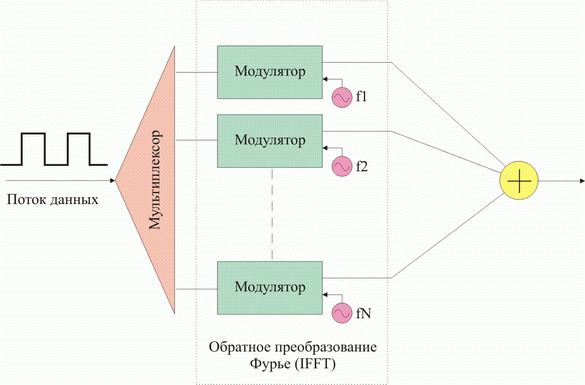 Модулятор
f1
Модулятор
f2
Мультиплексор
Поток данных
Модулятор
fN
Обратное преобразование
Фурье (IFFT)